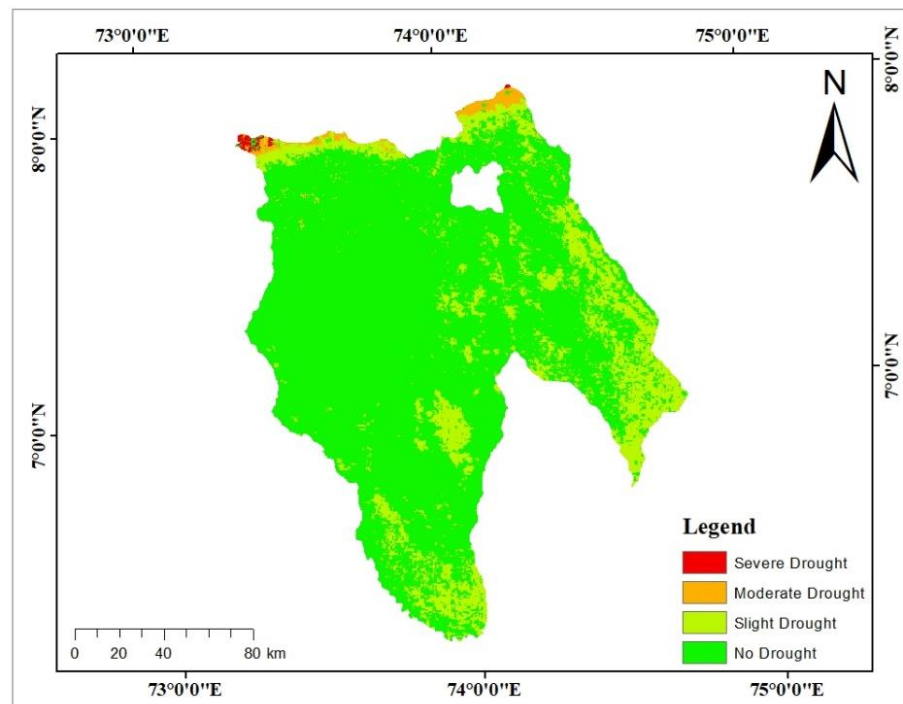 73°0'0"E 74°0'0"E 75°0'0"E
8°0'0"N
8°0'0"N
N
7°0'0"N
7°0'0"N
Legend
Severe Drought
Moderate Drought
Slight Drought
No Drought
0 20 40 80 km
73°0'0"E 74°0'0"E 75°0'0"E